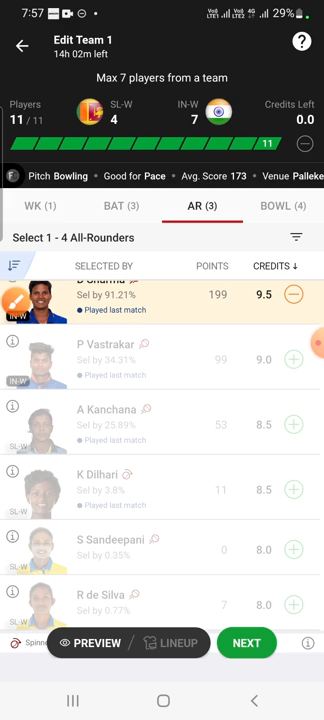 7:57
VoLTE1 VoLTE2 4G 29%
Edit Team 1
14h 02m left
?
Max 7 players from a team
Players
11 / 11
SL-W
4
IN-W
7
Credits Left
0.0
11
Pitch Bowling • Good for Pace • Avg. Score 173 • Venue Palleke
WK (1)
BAT (3)
AR (3)
BOWL (4)
Select 1 - 4 All-Rounders
SELECTED BY
POINTS
CREDITS ↓
D Sharma
Sel by 91.21%
199
9.5
Played last match
IN-W
P Vastrakar
Sel by 34.31%
99
9.0
Played last match
IN-W
A Kanchana
Sel by 25.89%
53
8.5
Played last match
SL-W
K Dilhari
Sel by 3.8%
11
8.5
Played last match
SL-W
S Sandeepani
Sel by 0.35%
0
8.0
SL-W
R de Silva
Sel by 0.77%
7
8.0
Spinne
PREVIEW / LINEUP
NEXT